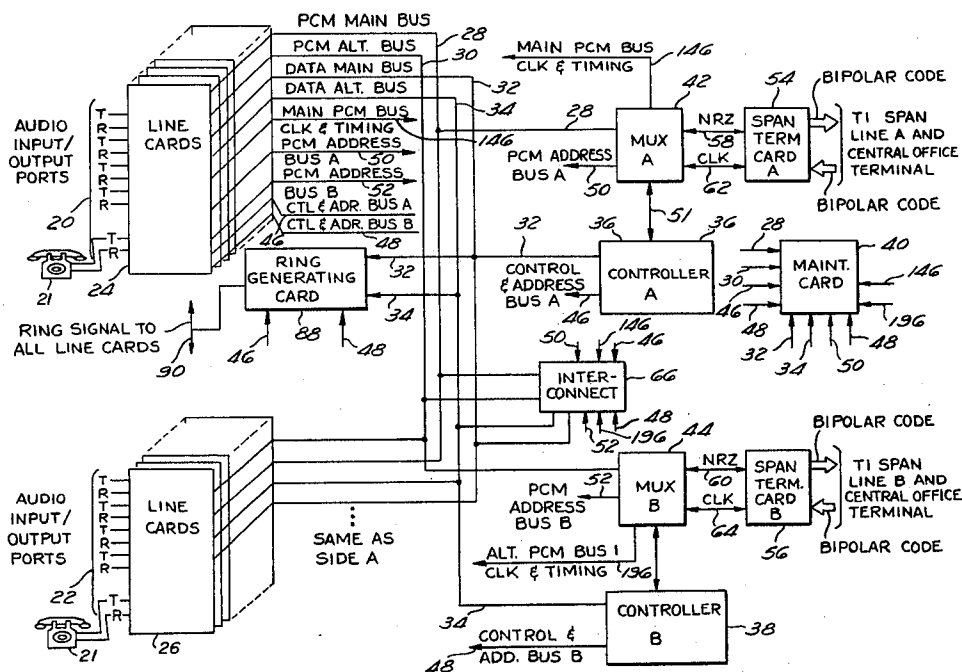 PCM MAIN BUS
28
PCM ALT. BUS
30
DATA MAIN BUS
32
DATA ALT. BUS
34
MAIN PCM BUS
CLK & TIMING
146
PCM ADDRESS
BUS A
50
PCM ADDRESS
BUS B
52
CTL & ADR. BUS A
CTL & ADR. BUS B
46
48
AUDIO
INPUT/
OUTPUT
PORTS
20
T
R
T
R
T
R
T
R
T
R
LINE
CARDS
21
24
MAIN PCM BUS
CLK & TIMING
146
42
28
MUX
A
PCM ADDRESS
BUS A
50
NRZ
58
CLK
62
54
SPAN
TERM
CARD
A
BIPOLAR CODE
T1 SPAN
LINE A AND
CENTRAL OFFICE
TERMINAL
BIPOLAR CODE
51
RING
GENERATING
CARD
88
32
34
46
48
RING SIGNAL TO
ALL LINE CARDS
90
32
36
36
CONTROLLER
A
CONTROL
& ADDRESS
BUS A
46
28
30
46
48
MAINT.
CARD
40
146
196
32
34
50
48
50
146
46
INTER-
CONNECT
66
52
196
48
AUDIO
INPUT/
OUTPUT
PORTS
22
T
R
T
R
T
R
T
R
T
R
LINE
CARDS
21
26
SAME AS
SIDE A
44
MUX
B
52
PCM
ADDRESS
BUS B
NRZ
60
CLK
64
SPAN
TERM.
CARD
B
56
BIPOLAR CODE
T1 SPAN
LINE B AND
CENTRAL OFFICE
TERMINAL
BIPOLAR CODE
ALT. PCM BUS 1
CLK & TIMING
196
34
CONTROLLER
B
38
CONTROL &
ADD. BUS B
48